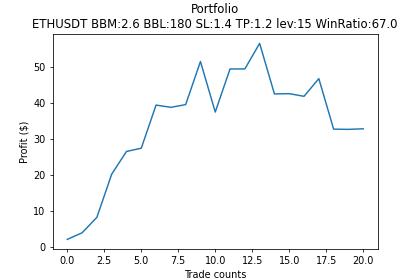 Portfolio
ETHUSDT BBM:2.6 BBL:180 SL:1.4 TP:1.2 lev:15 WinRatio:67.0
50
40
30
20
10
0
Profit ($)
0.0 2.5 5.0 7.5 10.0 12.5 15.0 17.5 20.0
Trade counts